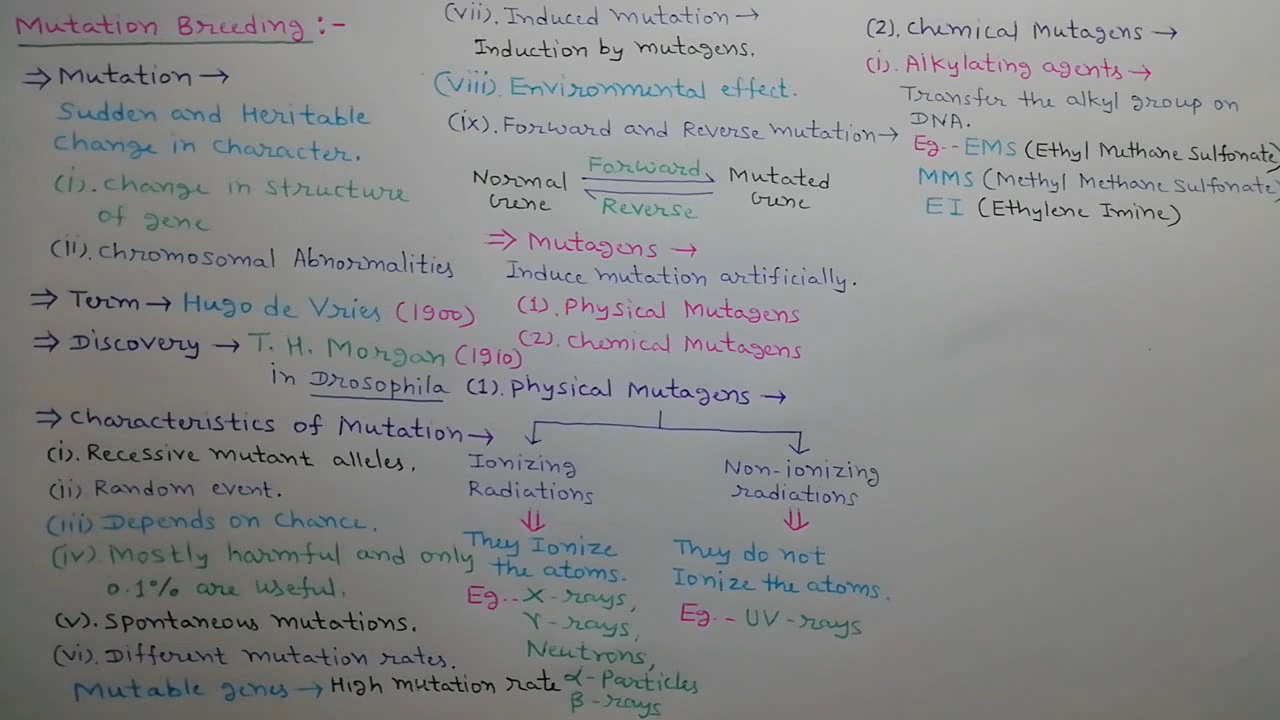 Mutation Breeding :-
⇒ Mutation →
Sudden and Heritable
change in character.
(i). change in structure
of gene
(ii). chromosomal Abnormalities
⇒ Term → Hugo de Vries (1900)
⇒ Discovery → T. H. Morgan (1910)
in Drosophila
⇒ characteristics of Mutation →
(i). Recessive mutant alleles.
(ii) Random event.
(iii) Depends on chance.
(iv) Mostly harmful and only
0.1% are useful.
(v). Spontaneous mutations.
(vi). Different mutation rates.
Mutable genes → High mutation rate
(vii). Induced mutation →
Induction by mutagens.
(viii). Environmental effect.
(ix). Forward and Reverse mutation →
Normal Gene
Forward
Reverse
Mutated Gene
⇒ Mutagens →
Induce mutation artificially.
(1). Physical Mutagens
(2). chemical Mutagens
(1). Physical Mutagens →
Ionizing
Radiations
⇓
They Ionize
the atoms.
Eg.- X-rays,
γ-rays,
Neutrons,
α-Particles
β-rays
Non-ionizing
radiations
⇓
They do not
Ionize the atoms.
Eg.- UV-rays
(2). chemical Mutagens →
(i). Alkylating agents →
Transfer the alkyl group on
DNA.
Eg.- EMS (Ethyl Methane Sulfonate)
MMS (Methyl Methane Sulfonate)
EI (Ethylene Imine)